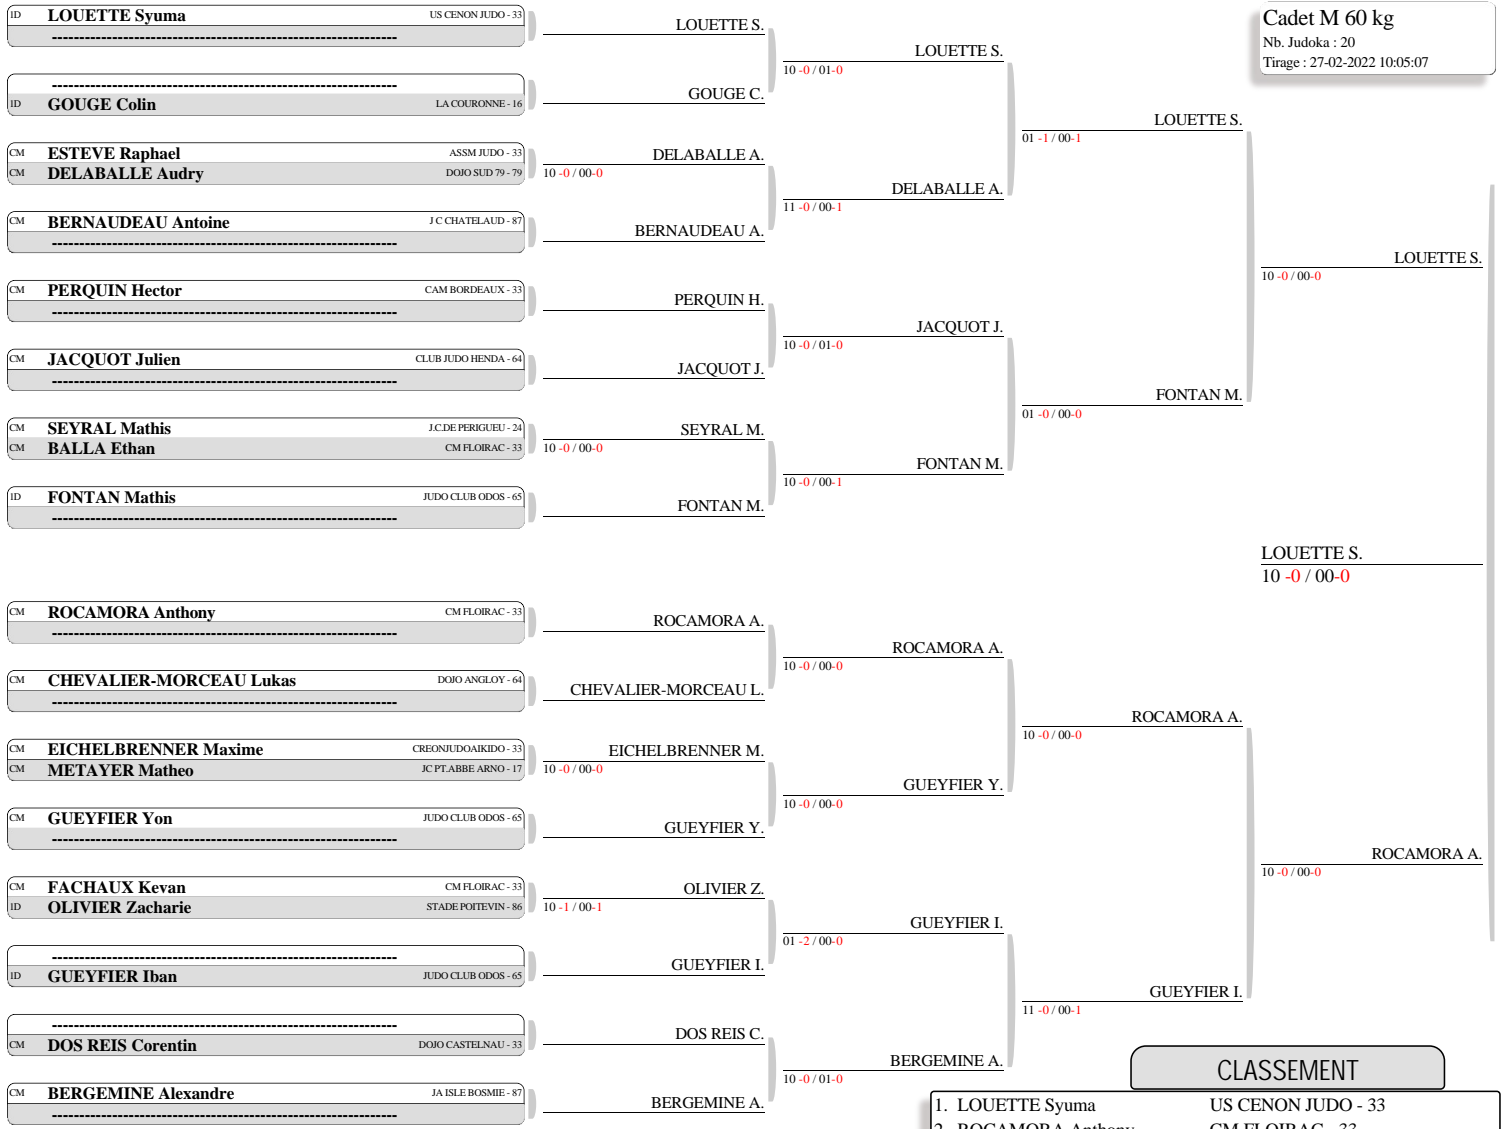 Cadet M 60 kg
Nb. Judoka : 20
Tirage : 27-02-2022 10:05:07
1D LOUETTE Syuma US CENON JUDO - 33
----------------------------------------------------------------
----------------------------------------------------------------
1D GOUGE Colin LA COURONNE - 16
CM ESTEVE Raphael ASSM JUDO - 33
CM DELABALLE Audry DOJO SUD 79 - 79
CM BERNAUDEAU Antoine J C CHATELAUD - 87
----------------------------------------------------------------
CM PERQUIN Hector CAM BORDEAUX - 33
----------------------------------------------------------------
CM JACQUOT Julien CLUB JUDO HENDA - 64
----------------------------------------------------------------
CM SEYRAL Mathis J.C.DE PERIGUEU - 24
CM BALLA Ethan CM FLOIRAC - 33
1D FONTAN Mathis JUDO CLUB ODOS - 65
----------------------------------------------------------------
CM ROCAMORA Anthony CM FLOIRAC - 33
----------------------------------------------------------------
CM CHEVALIER-MORCEAU Lukas DOJO ANGLOY - 64
----------------------------------------------------------------
CM EICHELBRENNER Maxime CREONJUDOAIKIDO - 33
CM METAYER Matheo JC PT.ABBE ARNO - 17
CM GUEYFIER Yon JUDO CLUB ODOS - 65
----------------------------------------------------------------
CM FACHAUX Kevan CM FLOIRAC - 33
1D OLIVIER Zacharie STADE POITEVIN - 86
----------------------------------------------------------------
1D GUEYFIER Iban JUDO CLUB ODOS - 65
----------------------------------------------------------------
CM DOS REIS Corentin DOJO CASTELNAU - 33
CM BERGEMINE Alexandre JA ISLE BOSMIE - 87
----------------------------------------------------------------
LOUETTE S.
GOUGE C.
DELABALLE A.
10 -0 / 00-0
BERNAUDEAU A.
PERQUIN H.
JACQUOT J.
SEYRAL M.
10 -0 / 00-0
FONTAN M.
ROCAMORA A.
CHEVALIER-MORCEAU L.
EICHELBRENNER M.
10 -0 / 00-0
GUEYFIER Y.
OLIVIER Z.
10 -1 / 00-1
GUEYFIER I.
DOS REIS C.
BERGEMINE A.
LOUETTE S.
10 -0 / 01-0
DELABALLE A.
11 -0 / 00-1
JACQUOT J.
10 -0 / 01-0
FONTAN M.
10 -0 / 00-1
ROCAMORA A.
10 -0 / 00-0
GUEYFIER Y.
10 -0 / 00-0
GUEYFIER I.
01 -2 / 00-0
BERGEMINE A.
10 -0 / 01-0
LOUETTE S.
01 -1 / 00-1
FONTAN M.
01 -0 / 00-0
ROCAMORA A.
10 -0 / 00-0
GUEYFIER I.
11 -0 / 00-1
LOUETTE S.
10 -0 / 00-0
ROCAMORA A.
10 -0 / 00-0
LOUETTE S.
10 -0 / 00-0
CLASSEMENT
1. LOUETTE Syuma US CENON JUDO - 33
2. ROCAMORA Anthony CM FLOIRAC - 33